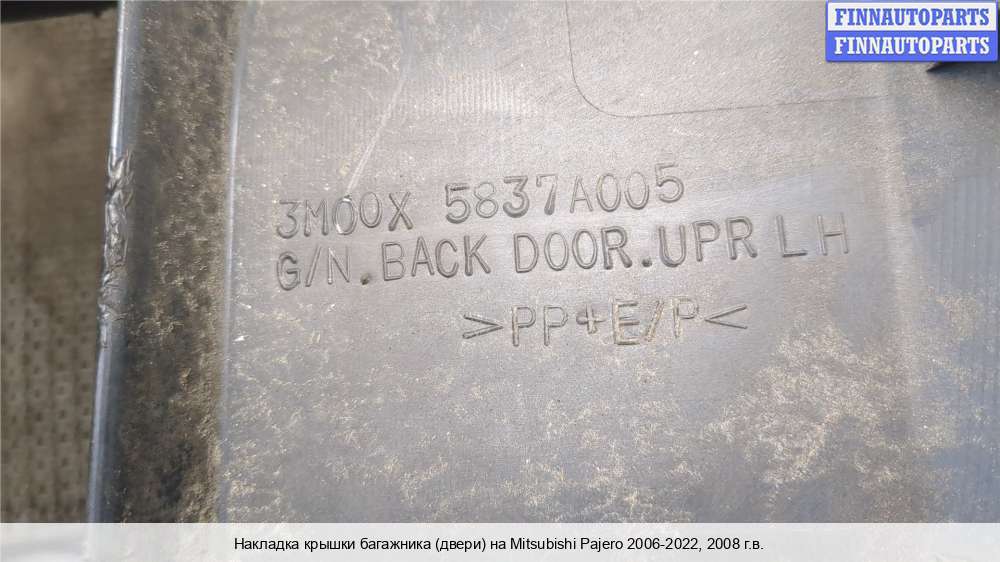 FINNAUTOPARTS
FINNAUTOPARTS
3M00X 5837A005
G/N.BACK DOOR.UPR LH
>PP+E/P<
Накладка крышки багажника (двери) на Mitsubishi Pajero 2006-2022, 2008 г.в.